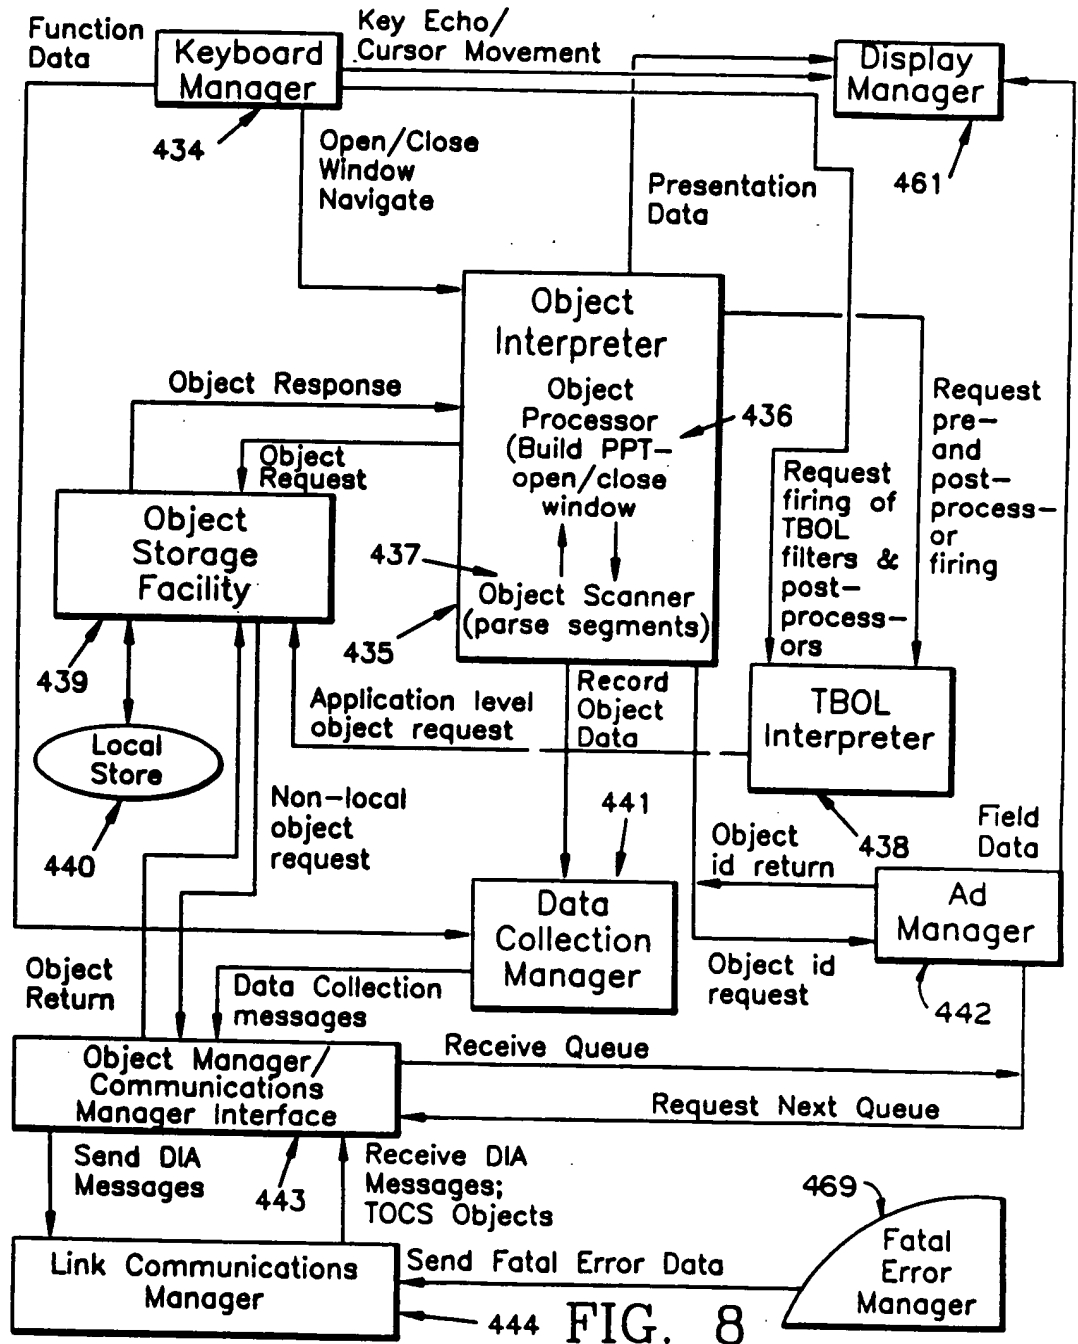 Function
Data
Keyboard
Manager
Key Echo/
Cursor Movement
Display
Manager
434
Open/Close
Window
Navigate
461
Presentation
Data
Object
Interpreter
Object Response
Object
Processor
(Build PPT-
open/close
window
436
Request
pre-
and
post-
process-
or
firing
Object
Request
Request
firing of
TBOL
filters &
post-
process-
ors
Object
Storage
Facility
437
Object Scanner
(parse segments)
435
439
Application level
object request
Record
Object
Data
TBOL
Interpreter
Local
Store
440
Non-local
object
request
441
438
Object
id return
Field
Data
Data
Collection
Manager
Ad
Manager
Object
Return
Data Collection
messages
Object id
request
442
Object Manager/
Communications
Manager Interface
Receive Queue
Request Next Queue
Send DIA
Messages
443
Receive DIA
Messages;
TOCS Objects
469
Link Communications
Manager
Send Fatal Error Data
Fatal
Error
Manager
444
FIG. 8